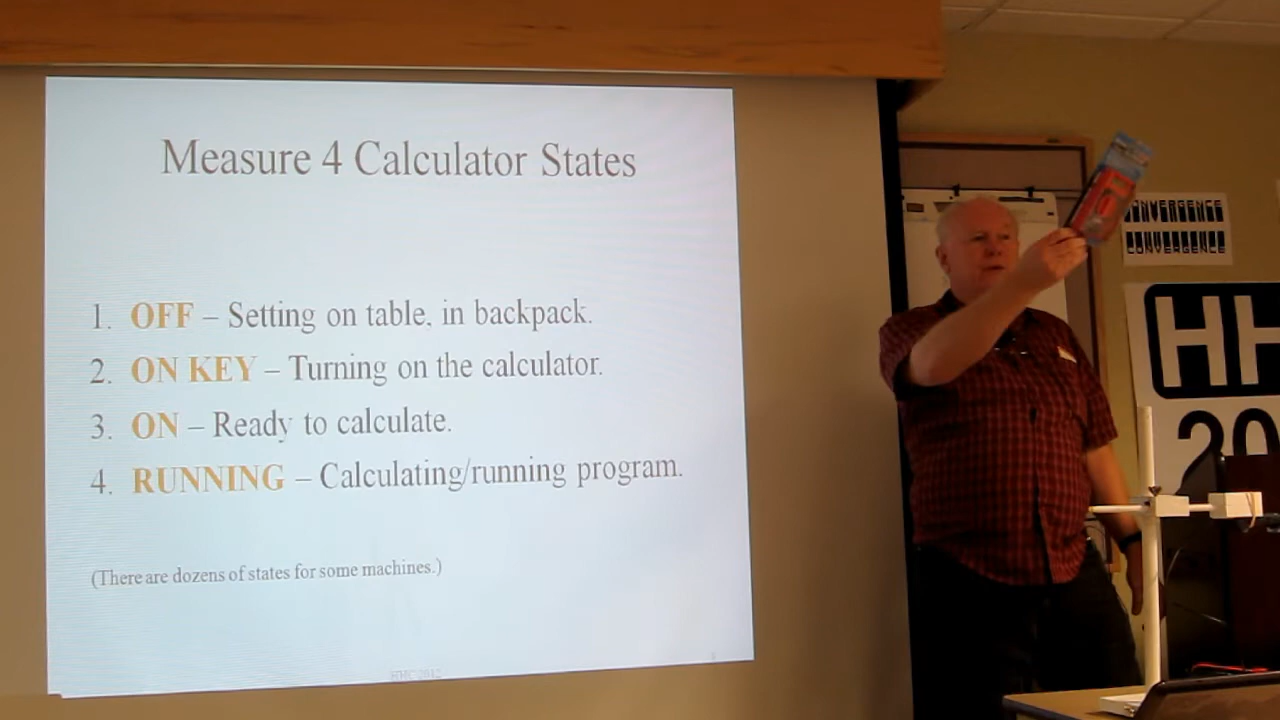 Measure 4 Calculator States
1. OFF – Setting on table, in backpack.
2. ON KEY – Turning on the calculator.
3. ON – Ready to calculate.
4. RUNNING – Calculating/running program.
(There are dozens of states for some machines.)
HHC 2012
CONVERGENCE
CONVERGENCE
HH
20